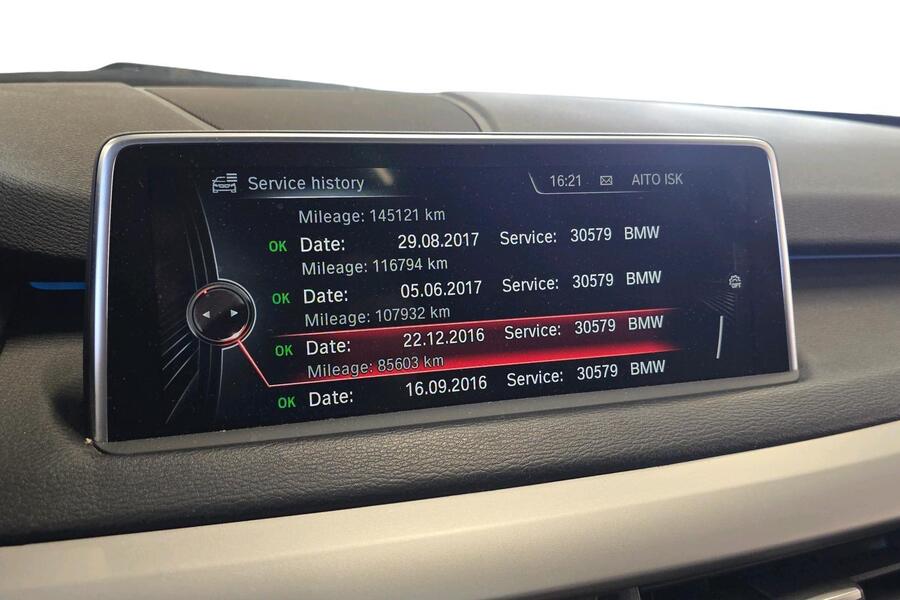 Service history
16:21 AITO ISK
Mileage: 145121 km
OK Date: 29.08.2017 Service: 30579 BMW
Mileage: 116794 km
OK Date: 05.06.2017 Service: 30579 BMW
Mileage: 107932 km
OK Date: 22.12.2016 Service: 30579 BMW
Mileage: 85603 km
OK Date: 16.09.2016 Service: 30579 BMW